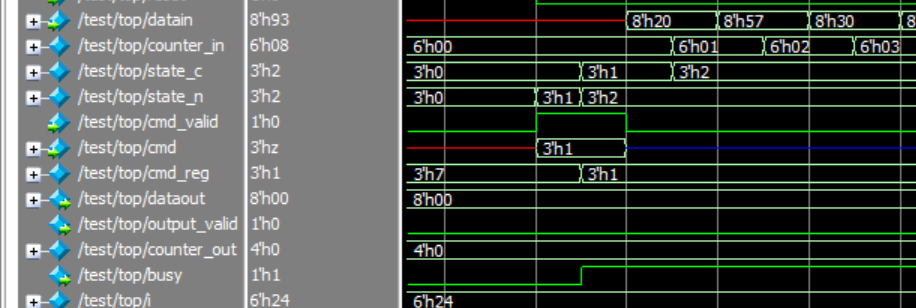 /test/top/datain 8'h93 8'h20 8'h57 8'h30 8
/test/top/counter_in 6'h08 6'h00 6'h01 6'h02 6'h03
/test/top/state_c 3'h2 3'h0 3'h1 3'h2
/test/top/state_n 3'h2 3'h0 3'h1 3'h2
/test/top/cmd_valid 1'h0
/test/top/cmd 3'hz 3'h1
/test/top/cmd_reg 3'h1 3'h7 3'h1
/test/top/dataout 8'h00 8'h00
/test/top/output_valid 1'h0
/test/top/counter_out 4'h0 4'h0
/test/top/busy 1'h1
/test/top/i 6'h24 6'h24